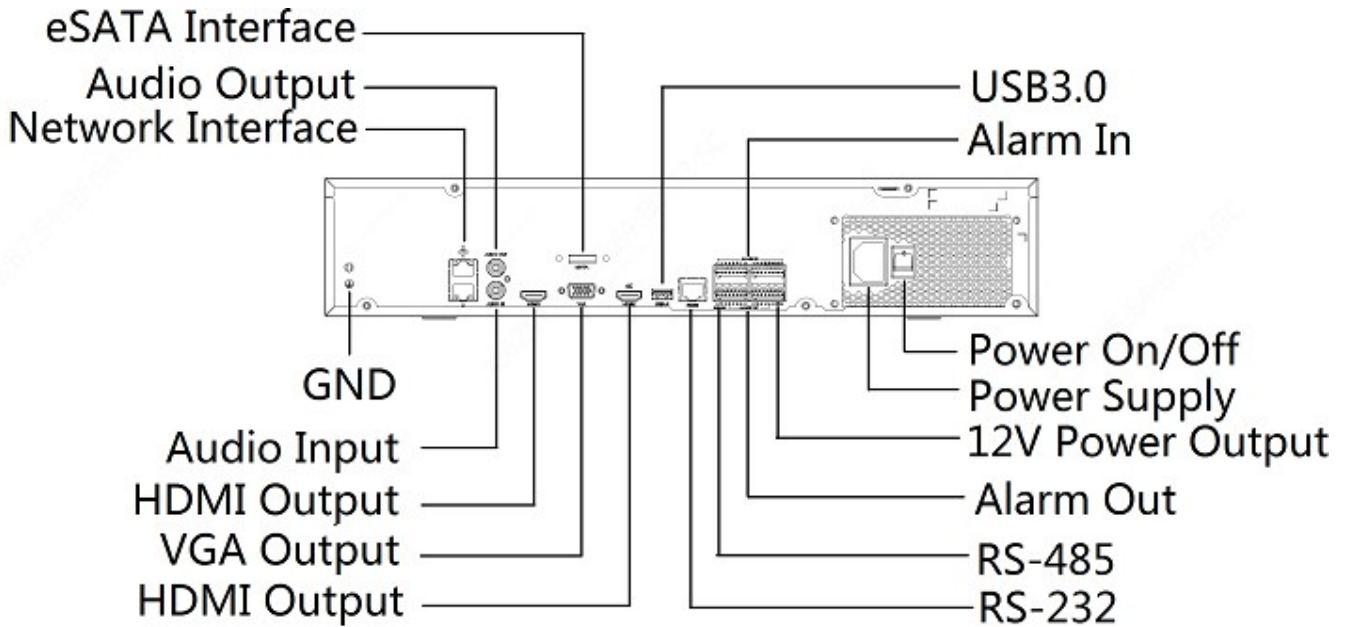 eSATA Interface
Audio Output
Network Interface
USB3.0
Alarm In
GND
Audio Input
HDMI Output
VGA Output
HDMI Output
Power On/Off
Power Supply
12V Power Output
Alarm Out
RS-485
RS-232